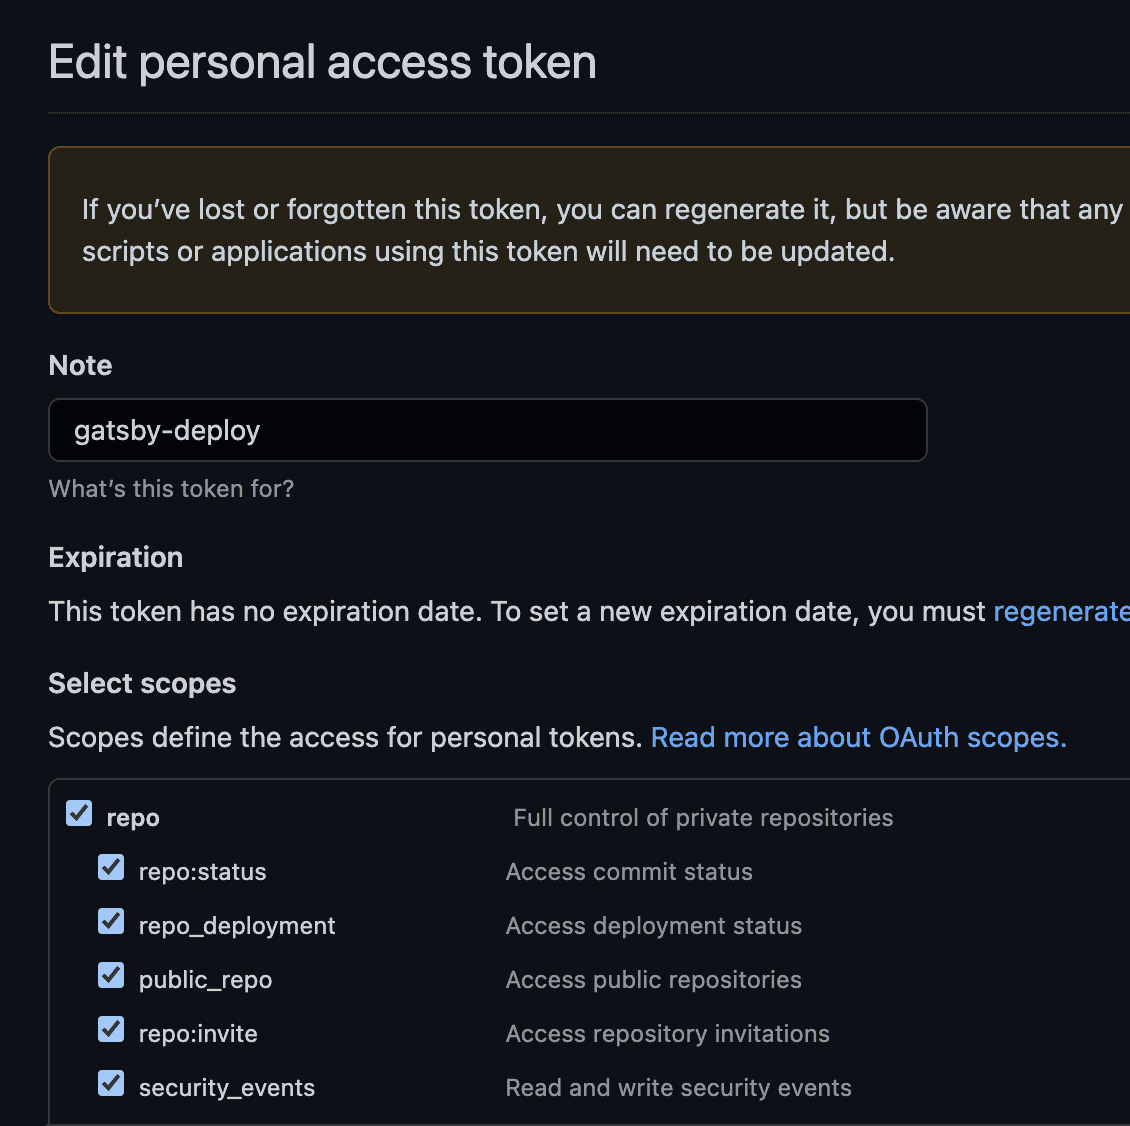 Edit personal access token
If you’ve lost or forgotten this token, you can regenerate it, but be aware that any
scripts or applications using this token will need to be updated.
Note
gatsby-deploy
What’s this token for?
Expiration
This token has no expiration date. To set a new expiration date, you must regenerate
Select scopes
Scopes define the access for personal tokens. Read more about OAuth scopes.
repo Full control of private repositories
repo:status Access commit status
repo_deployment Access deployment status
public_repo Access public repositories
repo:invite Access repository invitations
security_events Read and write security events